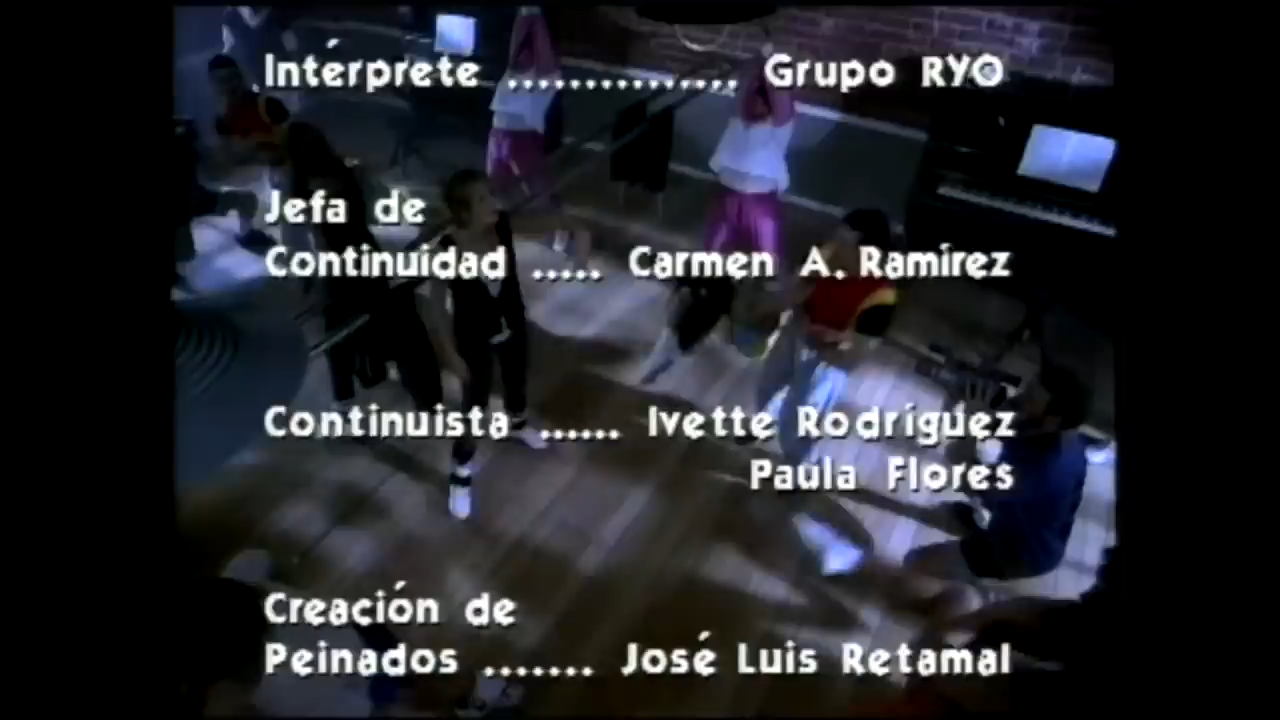 Intérprete ............... Grupo RYO
Jefa de
Continuidad ..... Carmen A. Ramírez
Continuista ...... Ivette Rodríguez
Paula Flores
Creación de
Peinados ....... José Luis Retamal